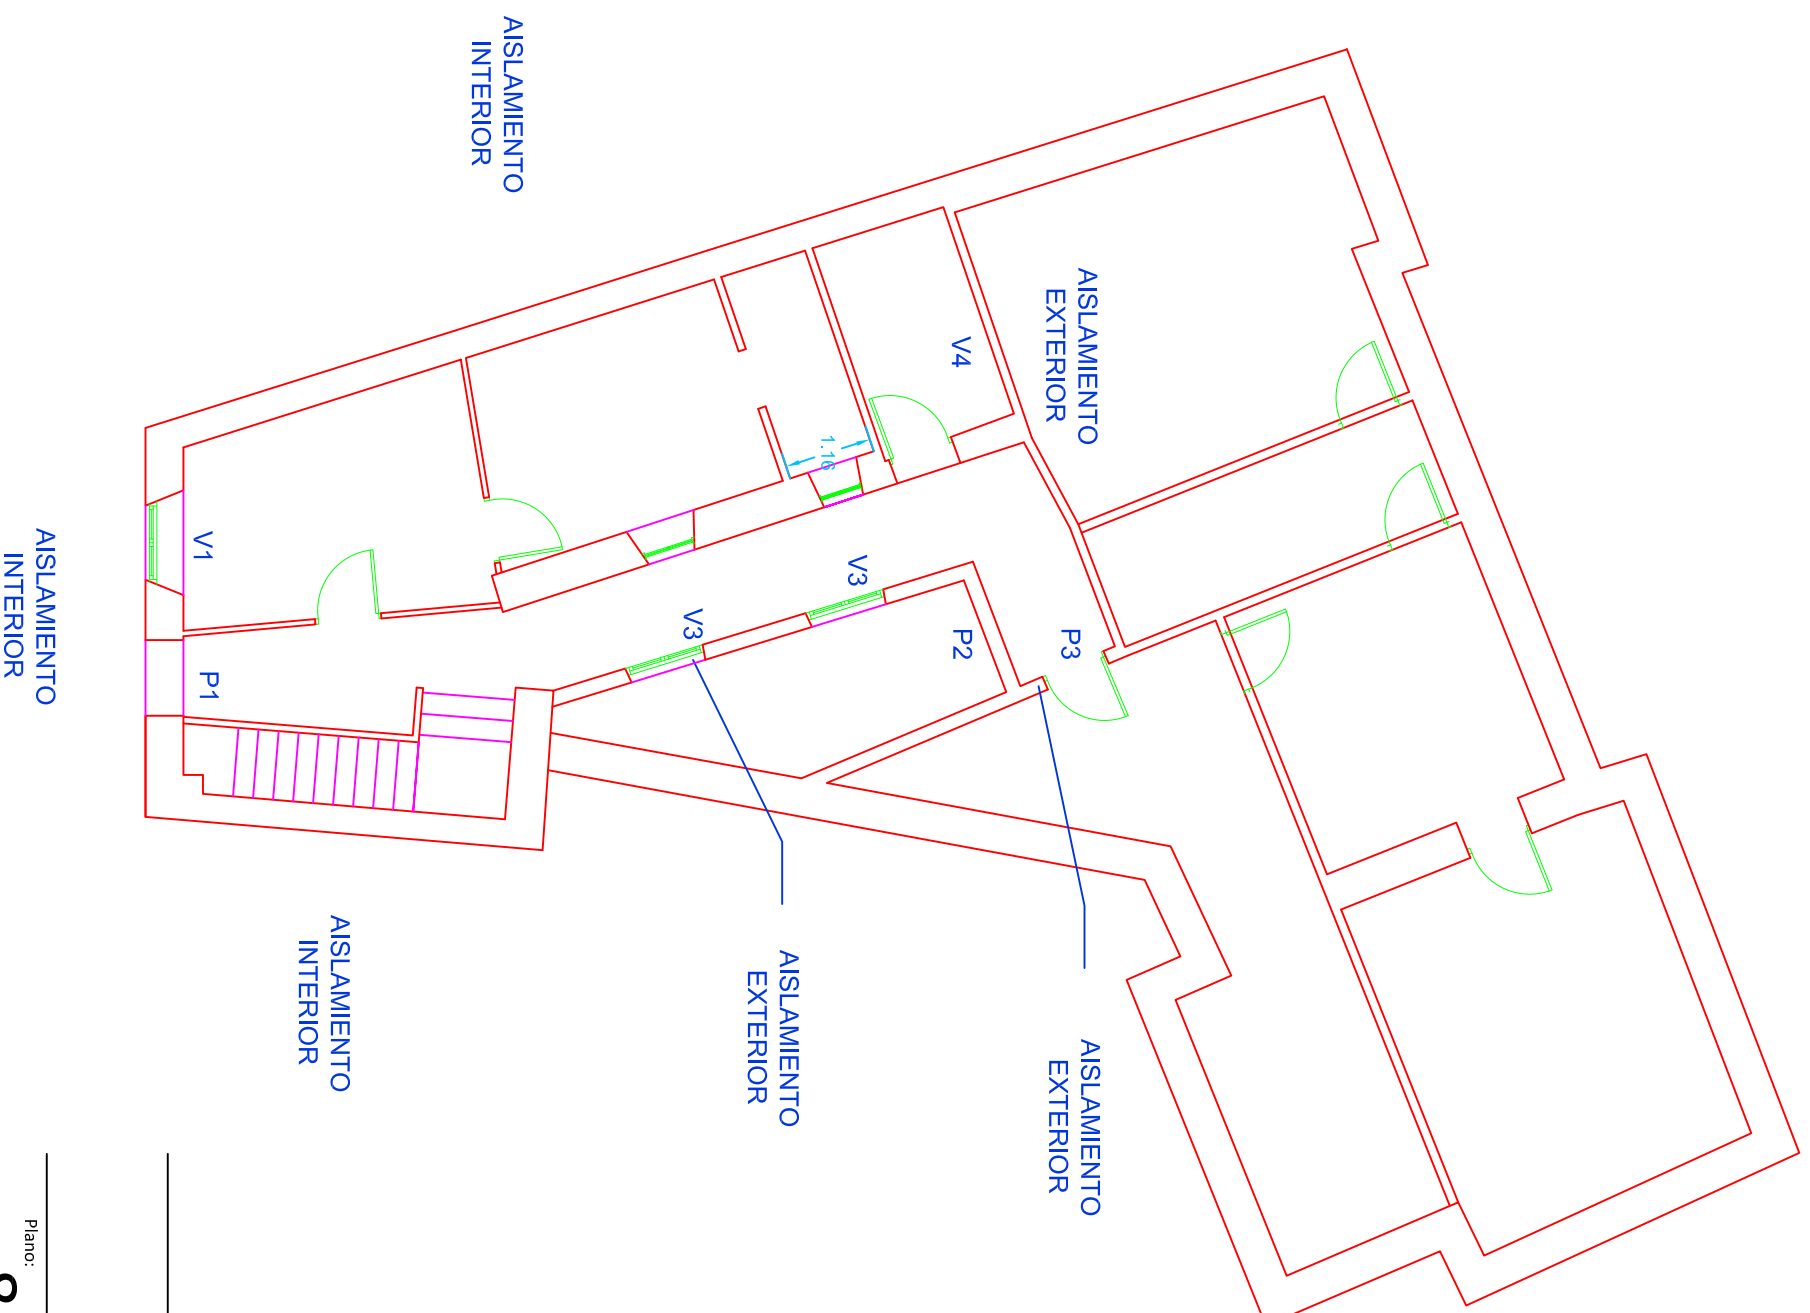 AISLAMIENTO
INTERIOR
AISLAMIENTO
EXTERIOR
V4
1.16
V3
V3
P2
P3
V1
P1
AISLAMIENTO
INTERIOR
AISLAMIENTO
INTERIOR
AISLAMIENTO
EXTERIOR
AISLAMIENTO
EXTERIOR
Plano: